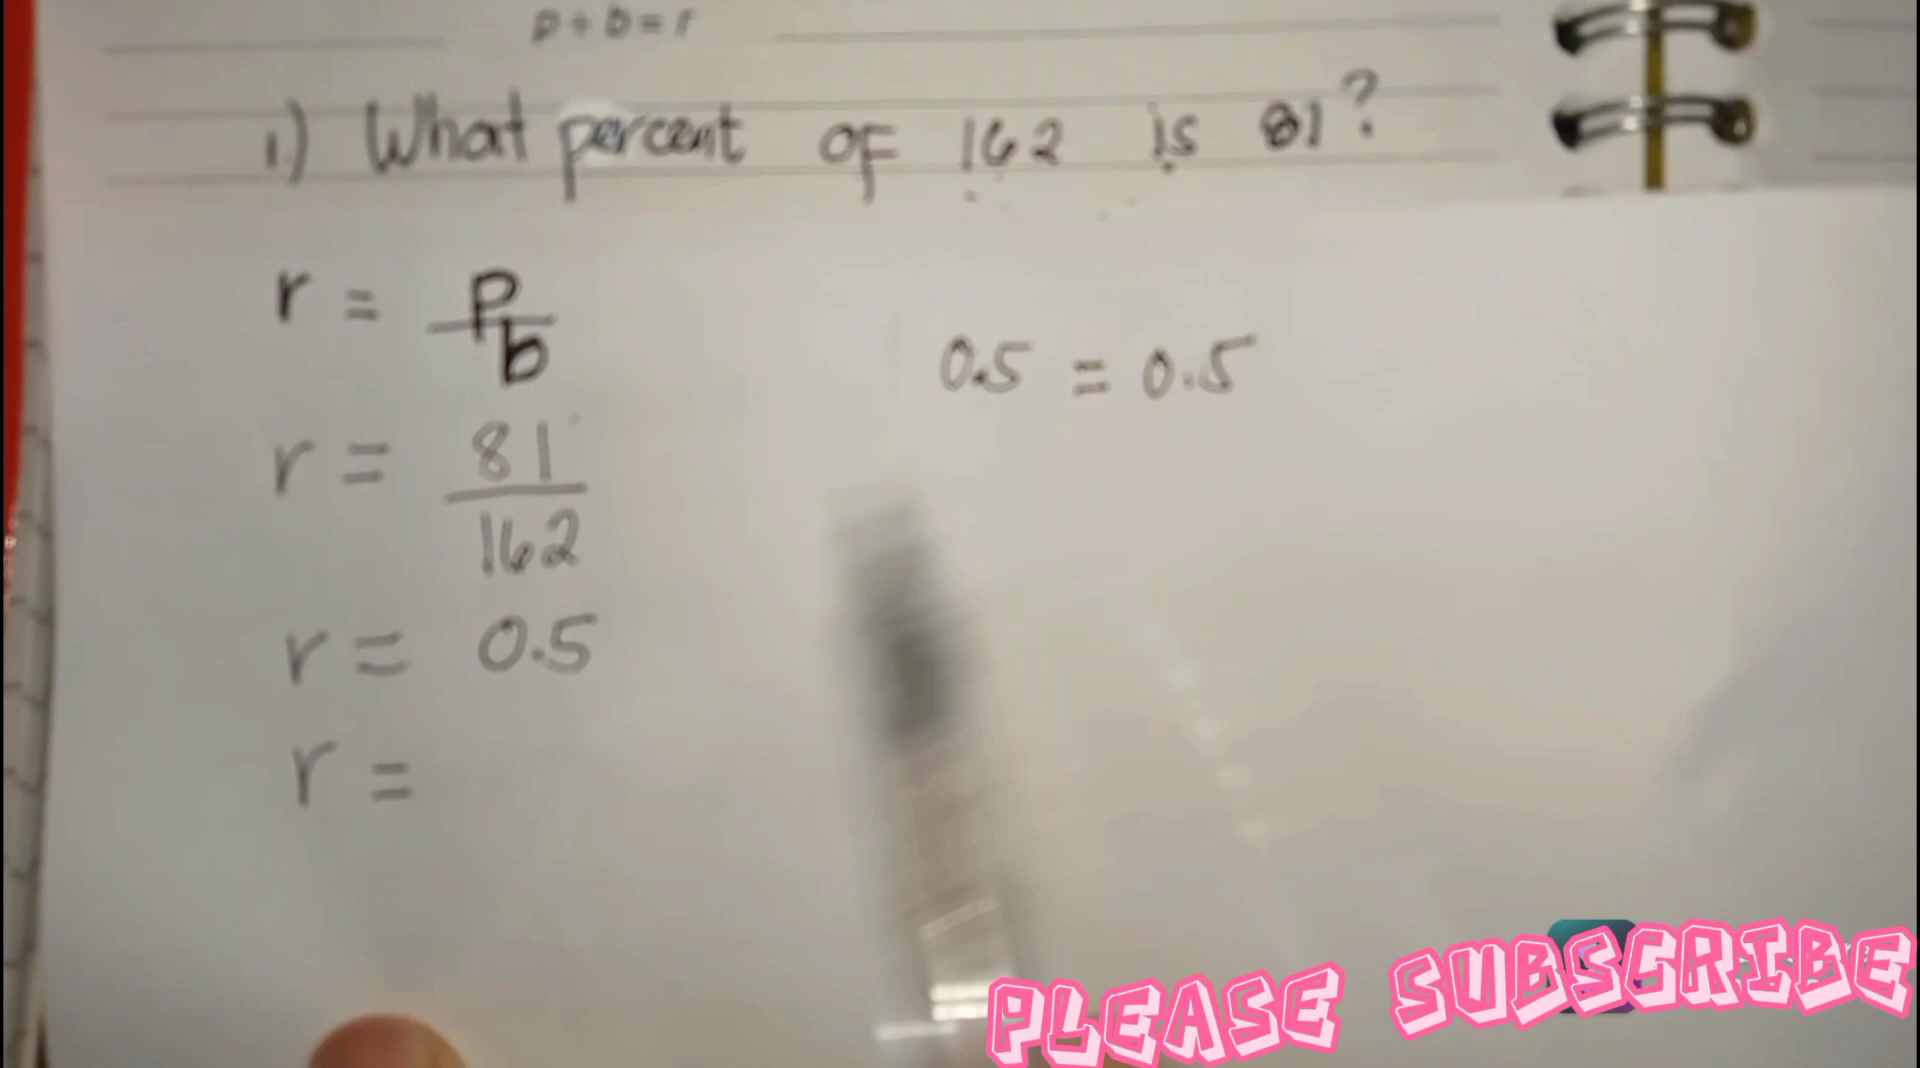 p ÷ b = r
1.) What percent of 162 is 81?
r = p/b
0.5 = 0.5
r = 81/162
r = 0.5
r =
PLEASE SUBSCRIBE